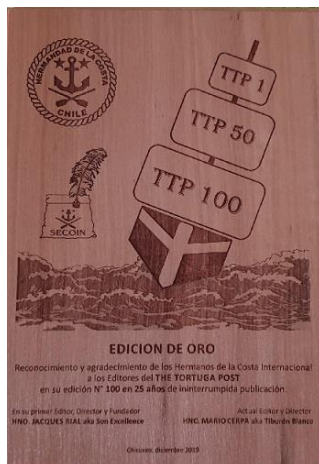 HERMANDAD DE LA COSTA
CHILE
TTP 1
TTP 50
TTP 100
SECOIN
EDICION DE ORO
Reconocimiento y agradecimiento de los Hermanos de la Costa Internacional
a los Editores del THE TORTUGA POST
en su edición N° 100 en 25 años de ininterrumpida publicación.
En su primer Editor, Director y Fundador
HNO. JACQUES RIAL aka Son Excellence
Actual Editor y Director
HNO. MARIO CERPA aka Tiburón Blanco
diciembre 2019